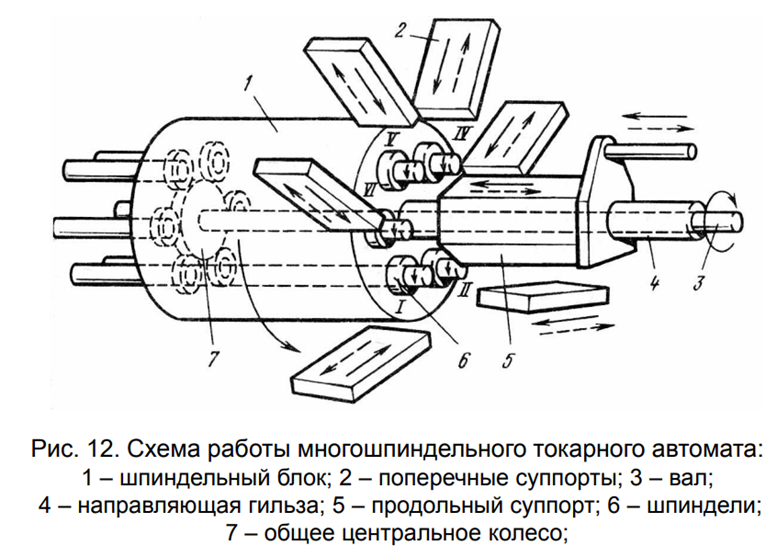 1
2
IV
V
VI
I
II
7
6
5
4
3
Рис. 12. Схема работы многошпиндельного токарного автомата:
1 – шпиндельный блок; 2 – поперечные суппорты; 3 – вал;
4 – направляющая гильза; 5 – продольный суппорт; 6 – шпиндели;
7 – общее центральное колесо;